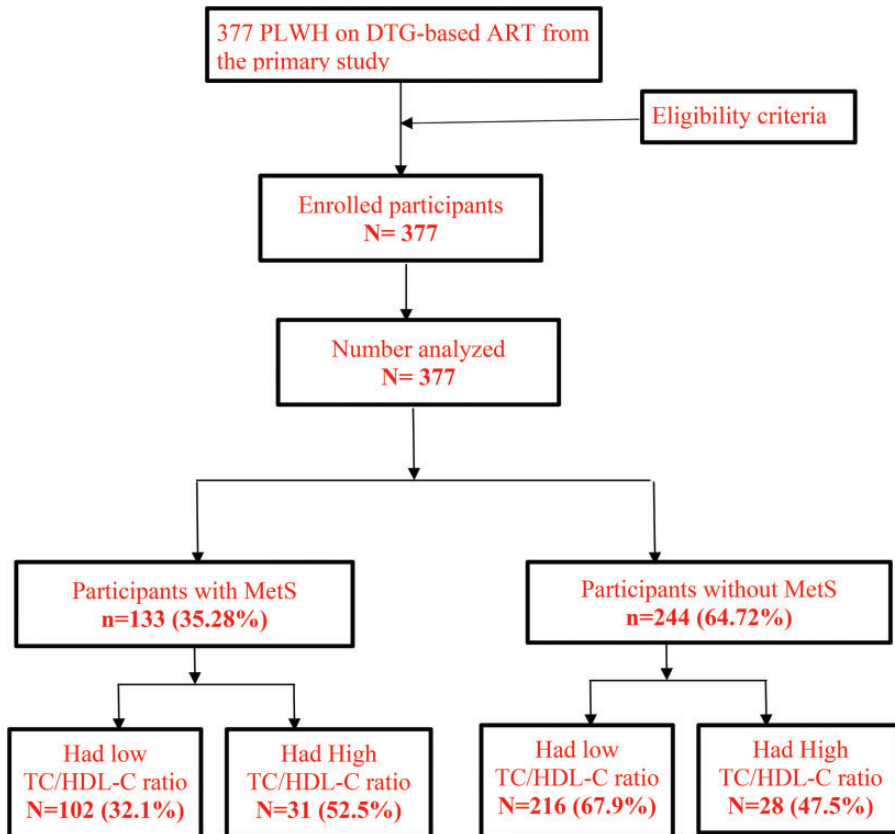 377 PLWH on DTG-based ART from
the primary study
Eligibility criteria
Enrolled participants
N= 377
Number analyzed
N= 377
Participants with MetS
n=133 (35.28%)
Participants without MetS
n=244 (64.72%)
Had low
TC/HDL-C ratio
N=102 (32.1%)
Had High
TC/HDL-C ratio
N=31 (52.5%)
Had low
TC/HDL-C ratio
N=216 (67.9%)
Had High
TC/HDL-C ratio
N=28 (47.5%)